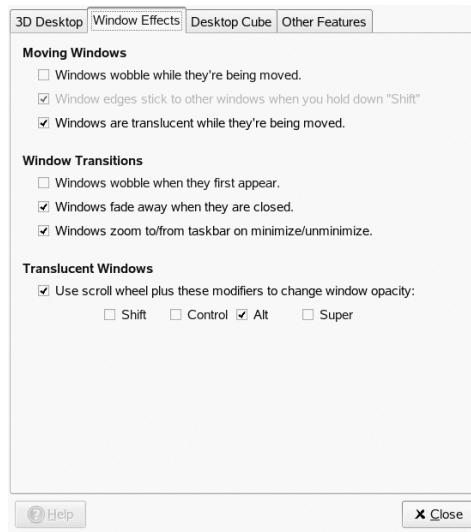 3D Desktop Window Effects Desktop Cube Other Features
Moving Windows
Windows wobble while they're being moved.
Window edges stick to other windows when you hold down "Shift"
Windows are translucent while they're being moved.
Window Transitions
Windows wobble when they first appear.
Windows fade away when they are closed.
Windows zoom to/from taskbar on minimize/unminimize.
Translucent Windows
Use scroll wheel plus these modifiers to change window opacity:
Shift Control Alt Super
Help Close